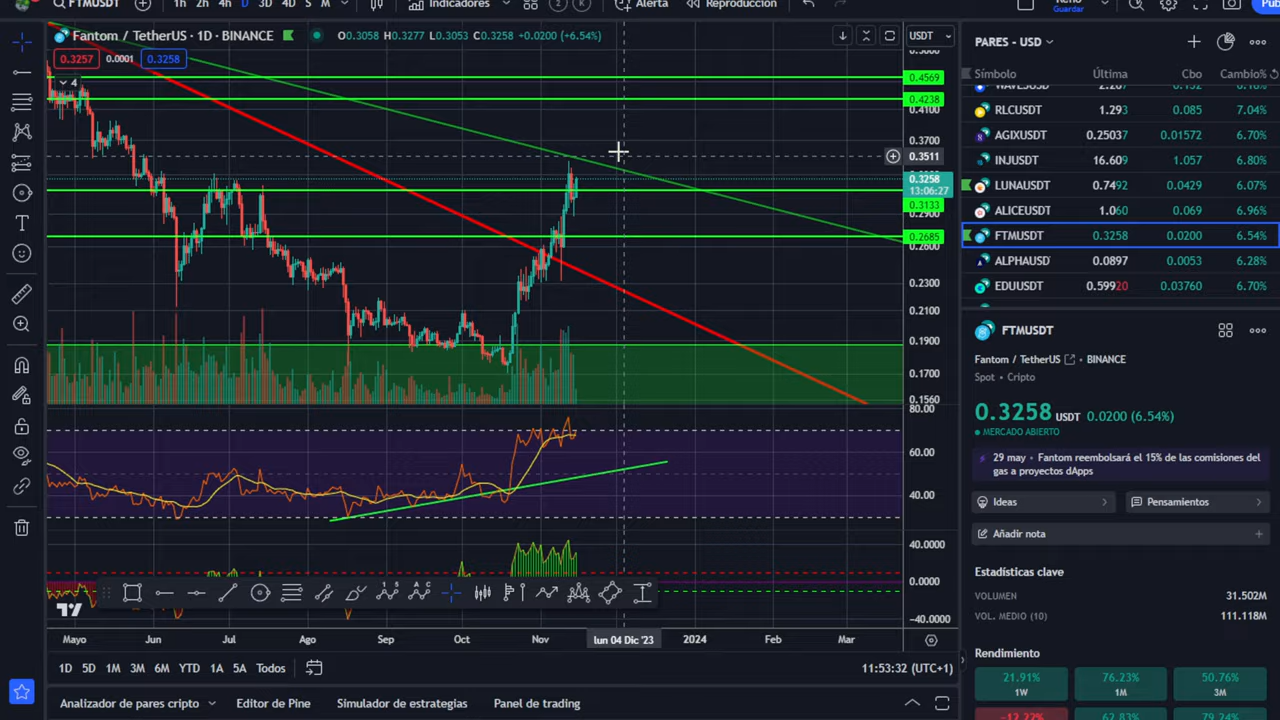 FTMUSDT
1h 2h 4h D 3D 4D S M
Indicadores
Alerta
Reproducción
Guardar
Fantom / TetherUS · 1D · BINANCE
O0.3058 H0.3277 L0.3053 C0.3258 +0.0200 (+6.54%)
USDT
0.3257
0.0001
0.3258
4
0.4569
0.4238
0.4100
0.3700
0.3511
0.3258
13:06:27
0.3133
0.2900
0.2685
0.2600
0.2300
0.2100
0.1900
0.1700
0.1560
80.00
60.00
40.00
40.0000
0.0000
-40.0000
Mayo Jun Jul Ago Sep Oct Nov lun 04 Dic '23 2024 Feb Mar
1D 5D 1M 3M 6M YTD 1A 5A Todos
11:53:32 (UTC+1)
Analizador de pares cripto
Editor de Pine
Simulador de estrategias
Panel de trading
PARES - USD
Símbolo Última Cbo Cambio%
WAVESUSDT
RLCUSDT 1.293 0.085 7.04%
AGIXUSDT 0.25037 0.01572 6.70%
INJUSDT 16.609 1.057 6.80%
LUNAUSDT 0.7492 0.0429 6.07%
ALICEUSDT 1.060 0.069 6.96%
FTMUSDT 0.3258 0.0200 6.54%
ALPHAUSD 0.0897 0.0053 6.28%
EDUUSDT 0.59920 0.03760 6.70%
FTMUSDT
Fantom / TetherUS BINANCE
Spot • Cripto
0.3258 USDT 0.0200 (6.54%)
MERCADO ABIERTO
29 may • Fantom reembolsará el 15% de las comisiones del
gas a proyectos dApps
Ideas
Pensamientos
Añadir nota
Estadísticas clave
VOLUMEN 31.502M
VOL. MEDIO (10) 111.118M
Rendimiento
21.91% 76.23% 50.76%
1W 1M 3M
-12.22% 62.83% 79.24%